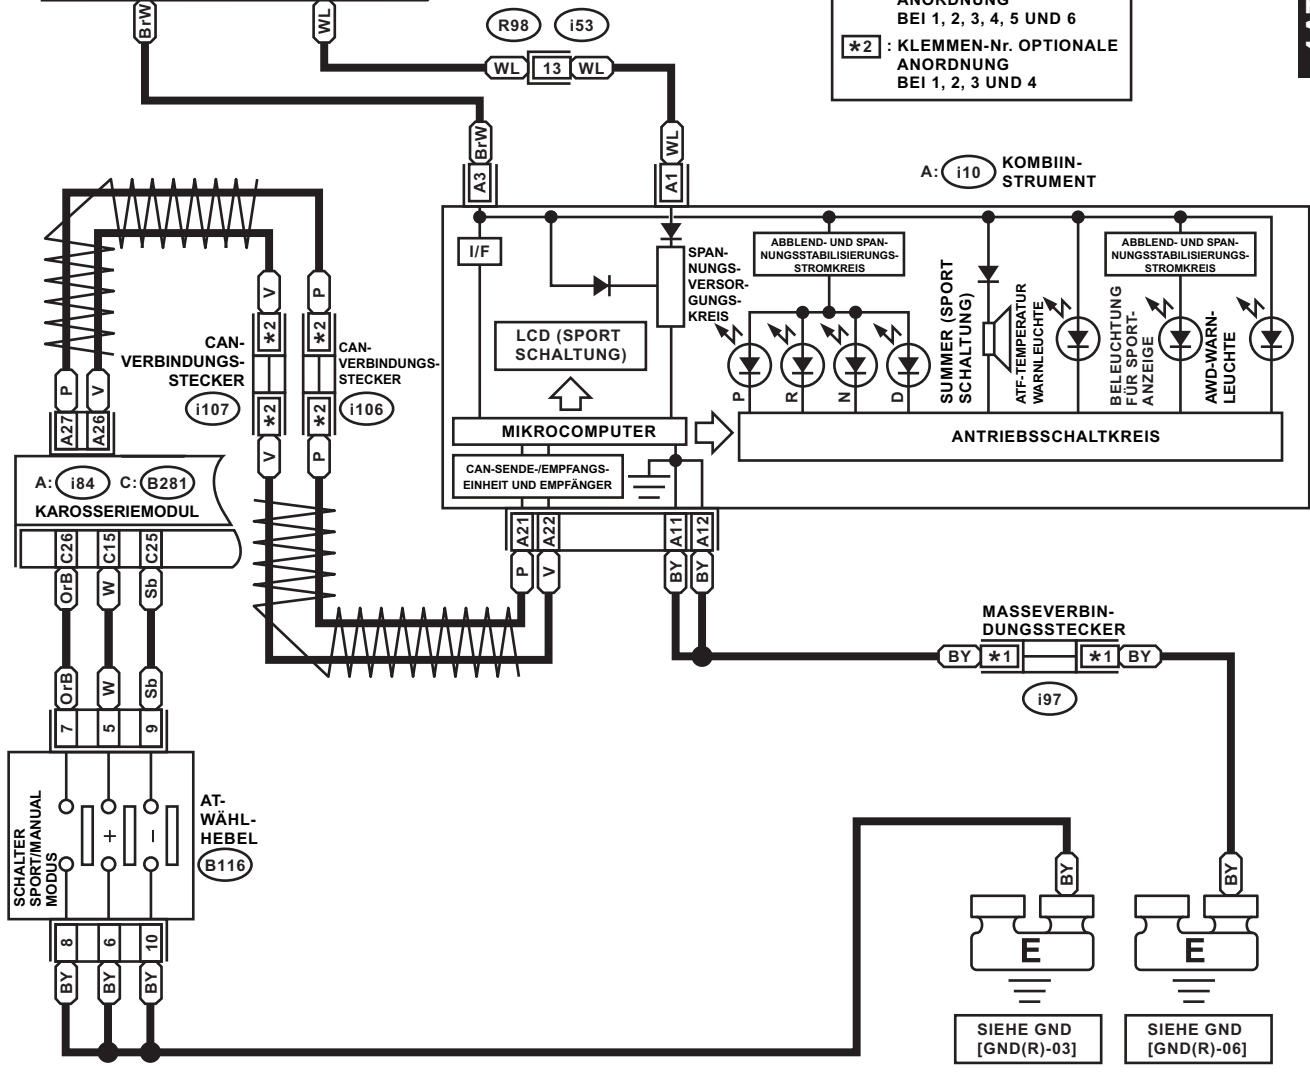 ANORDNUNG
BEI 1, 2, 3, 4, 5 UND 6
*2 : KLEMMEN-Nr. OPTIONALE
ANORDNUNG
BEI 1, 2, 3 UND 4
BrW
WL
R98
i53
WL
13
WL
BrW
WL
A3
A1
A: i10
KOMBIIN-
STRUMENT
I/F
SPAN-
NUNGS-
VERSOR-
GUNGS-
KREIS
ABBLEND- UND SPAN-
NUNGSSTABILISIERUNGS-
STROMKREIS
ABBLEND- UND SPAN-
NUNGSSTABILISIERUNGS-
STROMKREIS
LCD (SPORT
SCHALTUNG)
P
R
N
D
SUMMER (SPORT
SCHALTUNG)
ATF-TEMPERATUR
WARNLEUCHTE
BELEUCHTUNG
FÜR SPORT-
ANZEIGE
AWD-WARN-
LEUCHTE
MIKROCOMPUTER
ANTRIEBSSCHALTKREIS
CAN-SENDE-/EMPFANGS-
EINHEIT UND EMPFÄNGER
A21
A22
A11
A12
P
V
BY
BY
V
P
*2
*2
CAN-
VERBINDUNGS-
STECKER
i107
CAN-
VERBINDUNGS-
STECKER
i106
*2
*2
V
P
P
V
A27
A26
A: i84 C: B281
KAROSSERIEMODUL
C26
C15
C25
OrB
W
Sb
OrB
W
Sb
7
5
9
SCHALTER
SPORT/MANUAL
MODUS
+
−
AT-
WÄHL-
HEBEL
B116
8
6
10
BY
BY
BY
MASSEVERBIN-
DUNGSSTECKER
BY
*1
*1
BY
i97
BY
BY
E
E
SIEHE GND
[GND(R)-03]
SIEHE GND
[GND(R)-06]